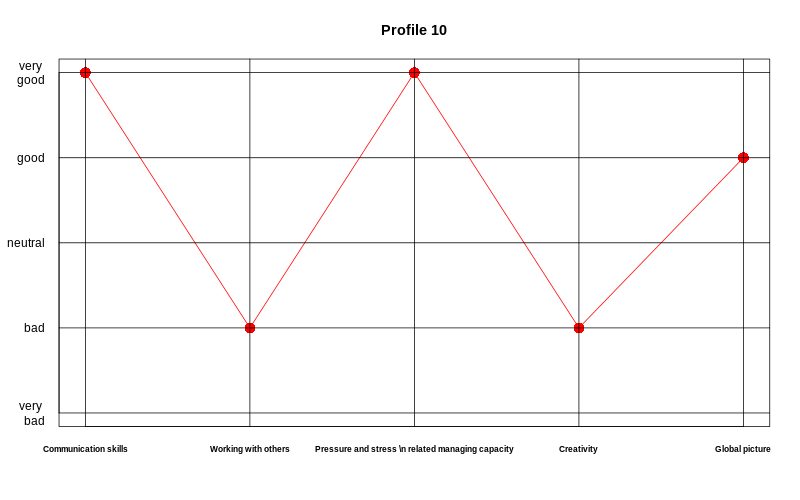 Profile 10
very
good
good
neutral
bad
very
bad
Communication skills
Working with others
Pressure and stress \n related managing capacity
Creativity
Global picture